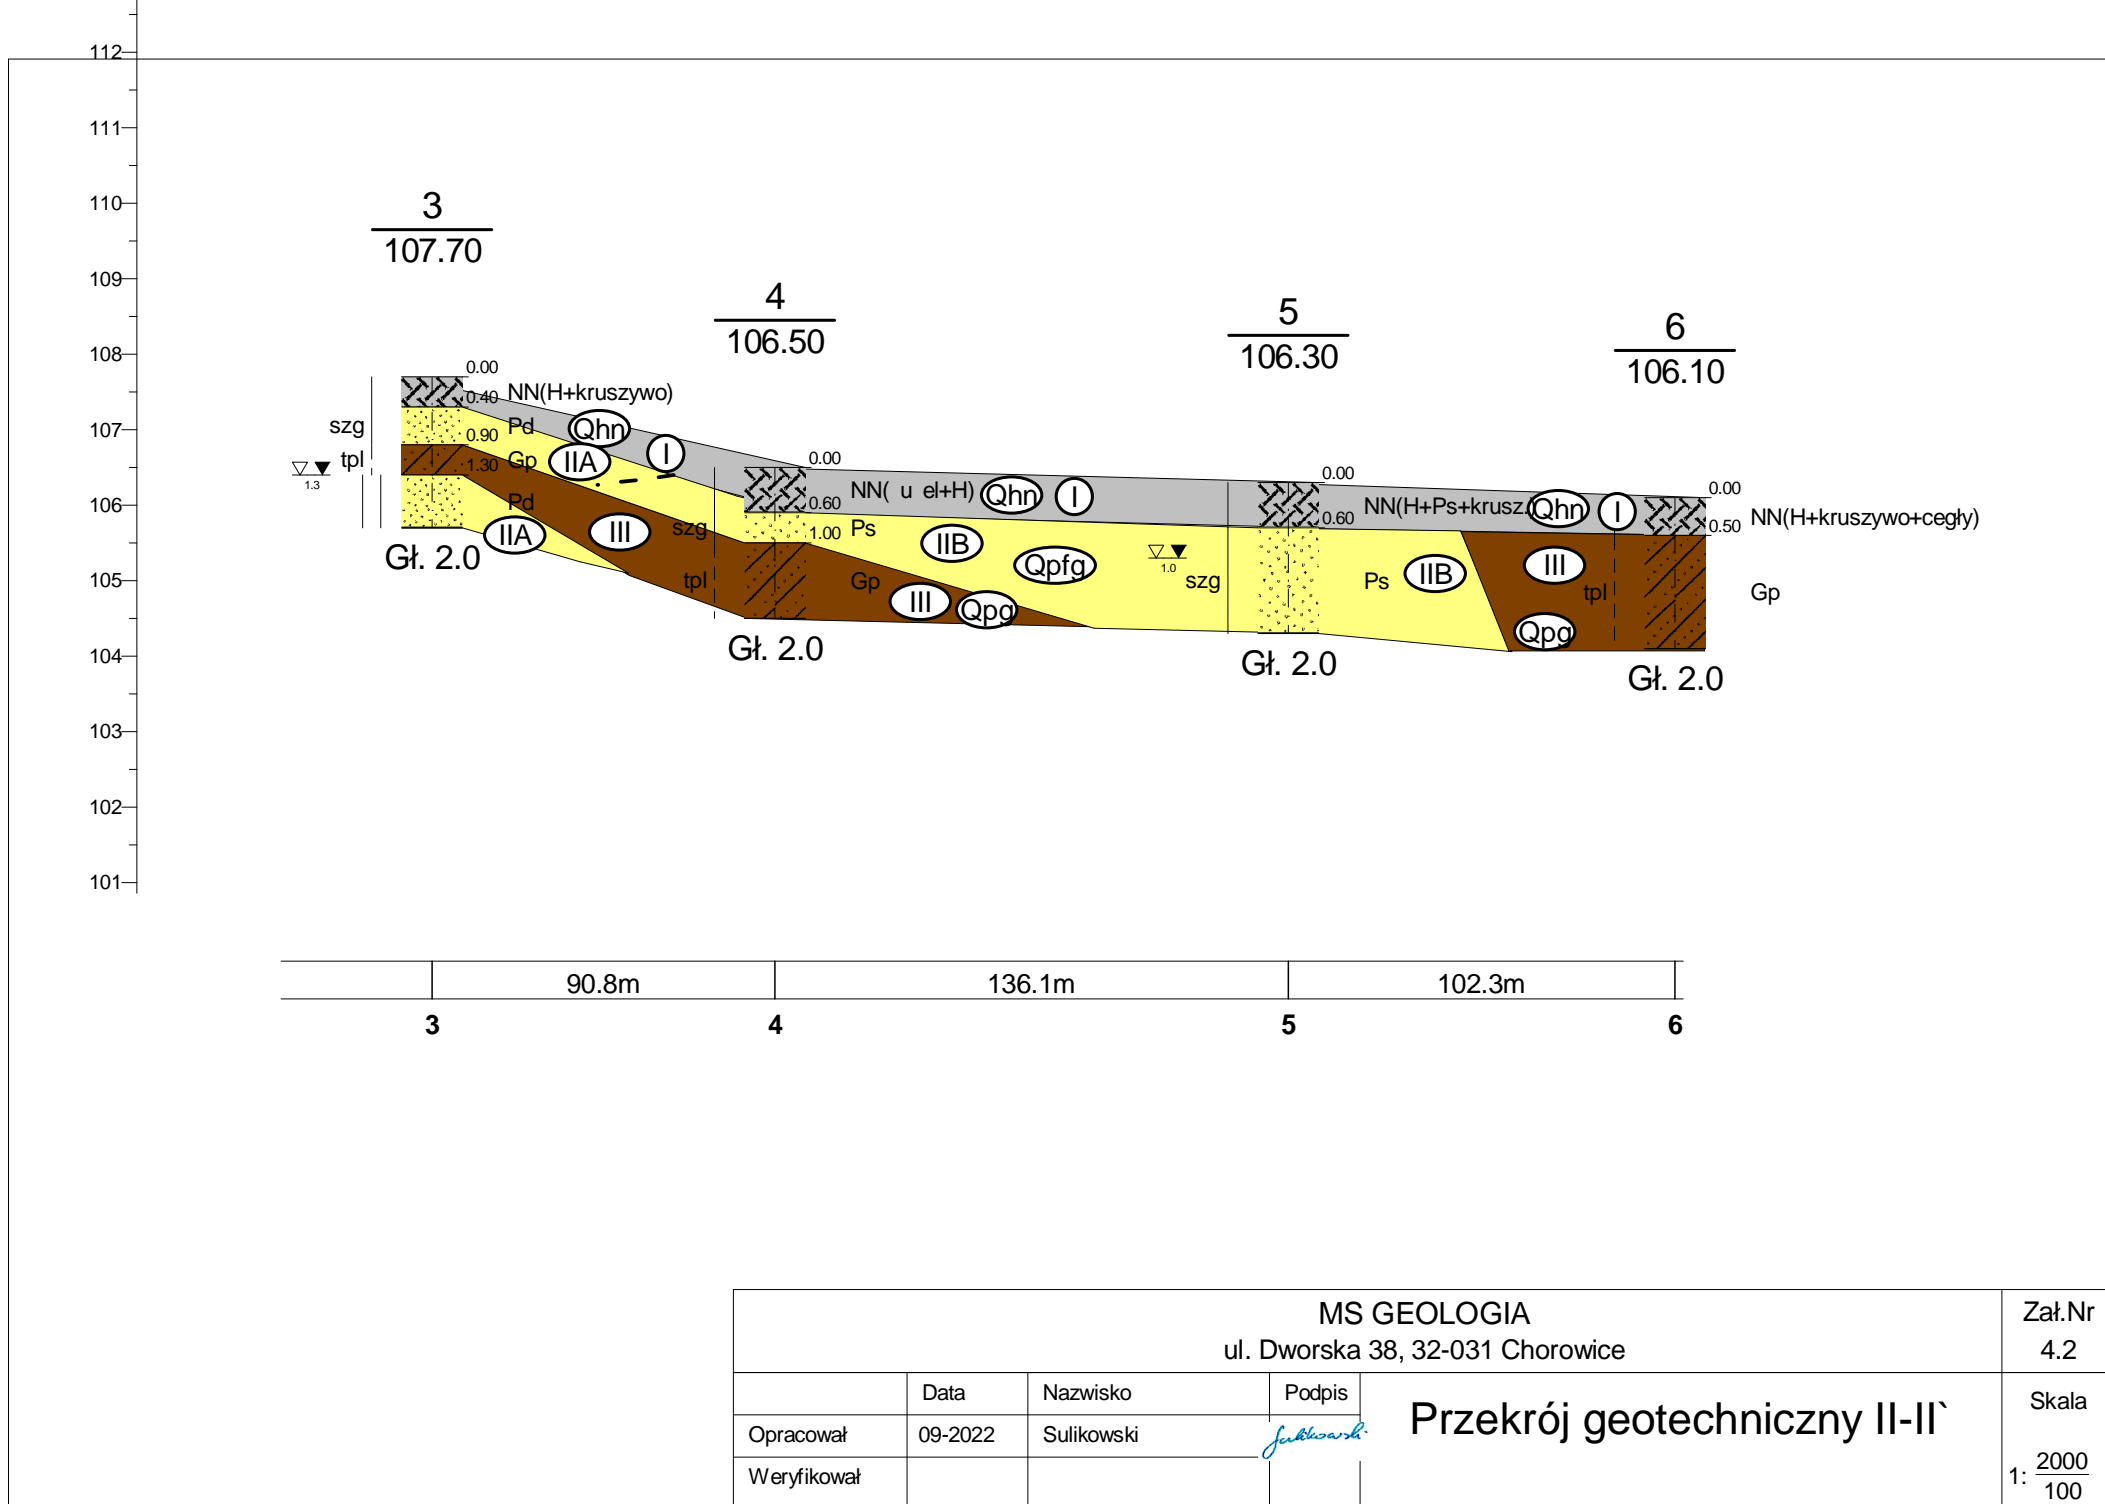 112
111
110
109
108
107
106
105
104
103
102
101
3
107.70
4
106.50
5
106.30
6
106.10
0.00
0.40
0.90
1.30
NN(H+kruszywo)
Pd
Gp
Pd
szg
tpl
1.3
Qhn
I
IIA
III
IIA
Gł. 2.0
0.00
0.60
1.00
NN( u el+H)
Ps
Gp
szg
tpl
Qhn
I
IIB
Qpfg
III
Qpg
Gł. 2.0
1.0
szg
0.00
0.60
NN(H+Ps+krusz.
Ps
Qhn
I
IIB
III
Qpg
tpl
Gł. 2.0
0.00
0.50
NN(H+kruszywo+cegły)
Gp
Gł. 2.0
90.8m
136.1m
102.3m
3
4
5
6
MS GEOLOGIA
ul. Dworska 38, 32-031 Chorowice
Zał.Nr
4.2
Data
Nazwisko
Podpis
Opracował
09-2022
Sulikowski
Sulikowski
Weryfikował
Przekrój geotechniczny II-II`
Skala
1: 2000
100